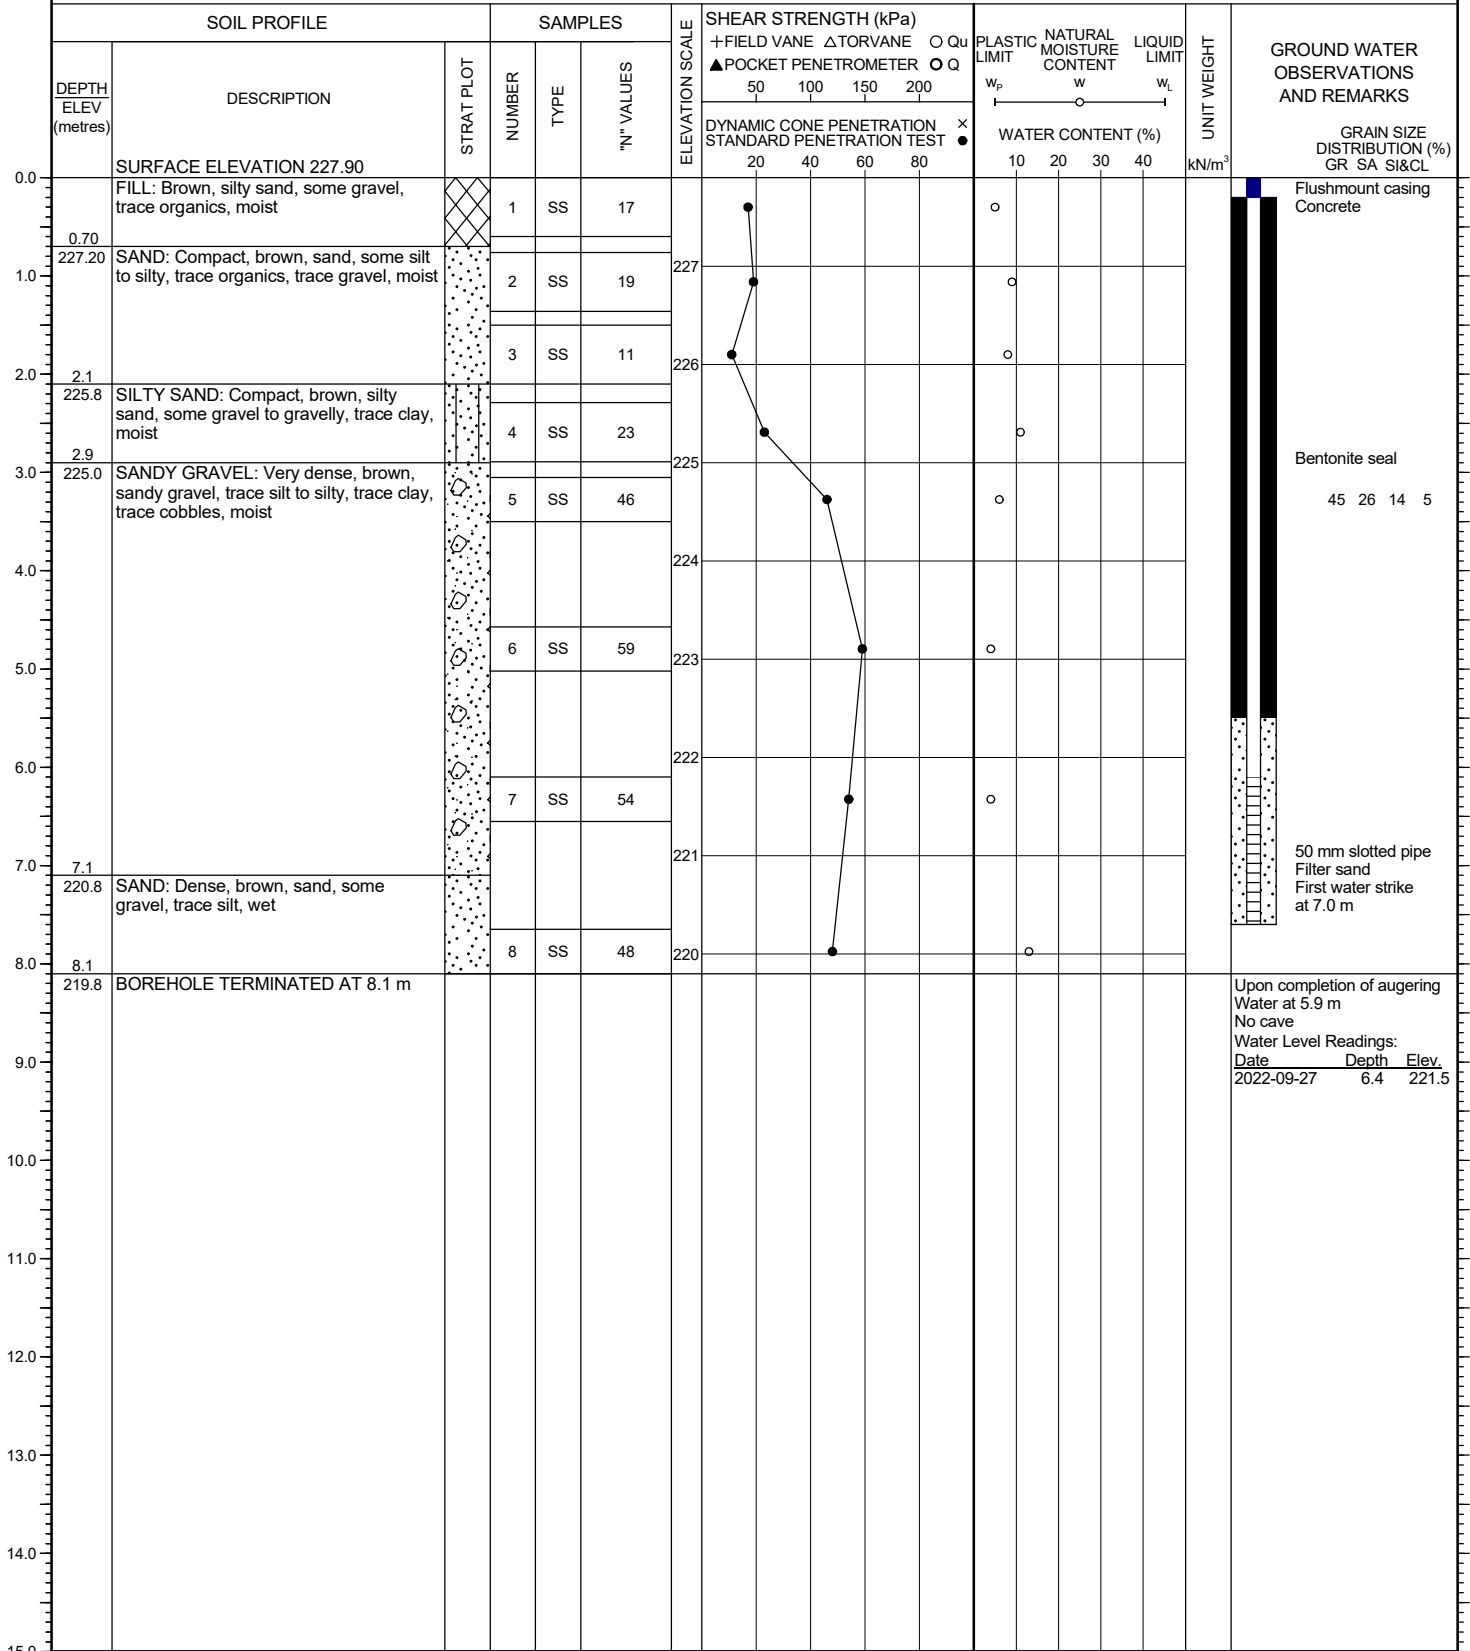 SOIL PROFILE
SAMPLES
DEPTH
ELEV
(metres)
DESCRIPTION
STRAT PLOT
NUMBER
TYPE
"N" VALUES
ELEVATION SCALE
SHEAR STRENGTH (kPa)
+FIELD VANE △TORVANE ○ Qu
▲POCKET PENETROMETER O Q
50 100 150 200
DYNAMIC CONE PENETRATION ×
STANDARD PENETRATION TEST ●
20 40 60 80
PLASTIC LIMIT
NATURAL MOISTURE CONTENT
LIQUID LIMIT
wP w wL
WATER CONTENT (%)
10 20 30 40
UNIT WEIGHT
kN/m³
GROUND WATER
OBSERVATIONS
AND REMARKS
GRAIN SIZE
DISTRIBUTION (%)
GR SA SI&CL
SURFACE ELEVATION 227.90
0.0
FILL: Brown, silty sand, some gravel,
trace organics, moist
1 SS 17
Flushmount casing
Concrete
0.70
227.20
SAND: Compact, brown, sand, some silt
to silty, trace organics, trace gravel, moist
227
1.0
2 SS 19
3 SS 11
226
2.0
2.1
225.8
SILTY SAND: Compact, brown, silty
sand, some gravel to gravelly, trace clay,
moist
4 SS 23
2.9
225
Bentonite seal
3.0
225.0
SANDY GRAVEL: Very dense, brown,
sandy gravel, trace silt to silty, trace clay,
trace cobbles, moist
5 SS 46
45 26 14 5
224
4.0
6 SS 59
223
5.0
222
6.0
7 SS 54
221
50 mm slotted pipe
Filter sand
First water strike
at 7.0 m
7.0
7.1
220.8
SAND: Dense, brown, sand, some
gravel, trace silt, wet
8 SS 48
220
8.0
8.1
219.8
BOREHOLE TERMINATED AT 8.1 m
Upon completion of augering
Water at 5.9 m
No cave
Water Level Readings:
Date Depth Elev.
2022-09-27 6.4 221.5
9.0
10.0
11.0
12.0
13.0
14.0
15.0